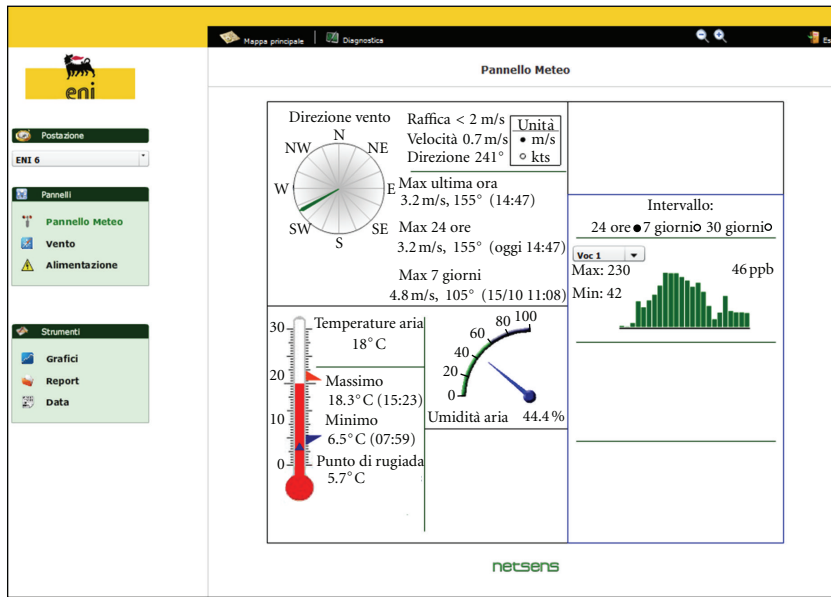 Mappa principale
Diagnostica
Es
eni
Pannello Meteo
Postazione
ENI 6
Pannelli
Pannello Meteo
Vento
Alimentazione
Strumenti
Grafici
Report
Data
Direzione vento
N
NW NE
W E
SW SE
S
Raffica < 2 m/s
Velocità 0.7 m/s
Direzione 241°
Unità
m/s
kts
Max ultima ora
3.2 m/s, 155° (14:47)
Max 24 ore
3.2 m/s, 155° (oggi 14:47)
Max 7 giorni
4.8 m/s, 105° (15/10 11:08)
Intervallo:
24 ore 7 giorni 30 giorni
Voc 1
Max: 230 46 ppb
Min: 42
30
20
10
0
Temperature aria
18°C
Massimo
18.3°C (15:23)
Minimo
6.5°C (07:59)
Punto di rugiada
5.7°C
100
80
60
40
20
0
Umidità aria 44.4%
netsens